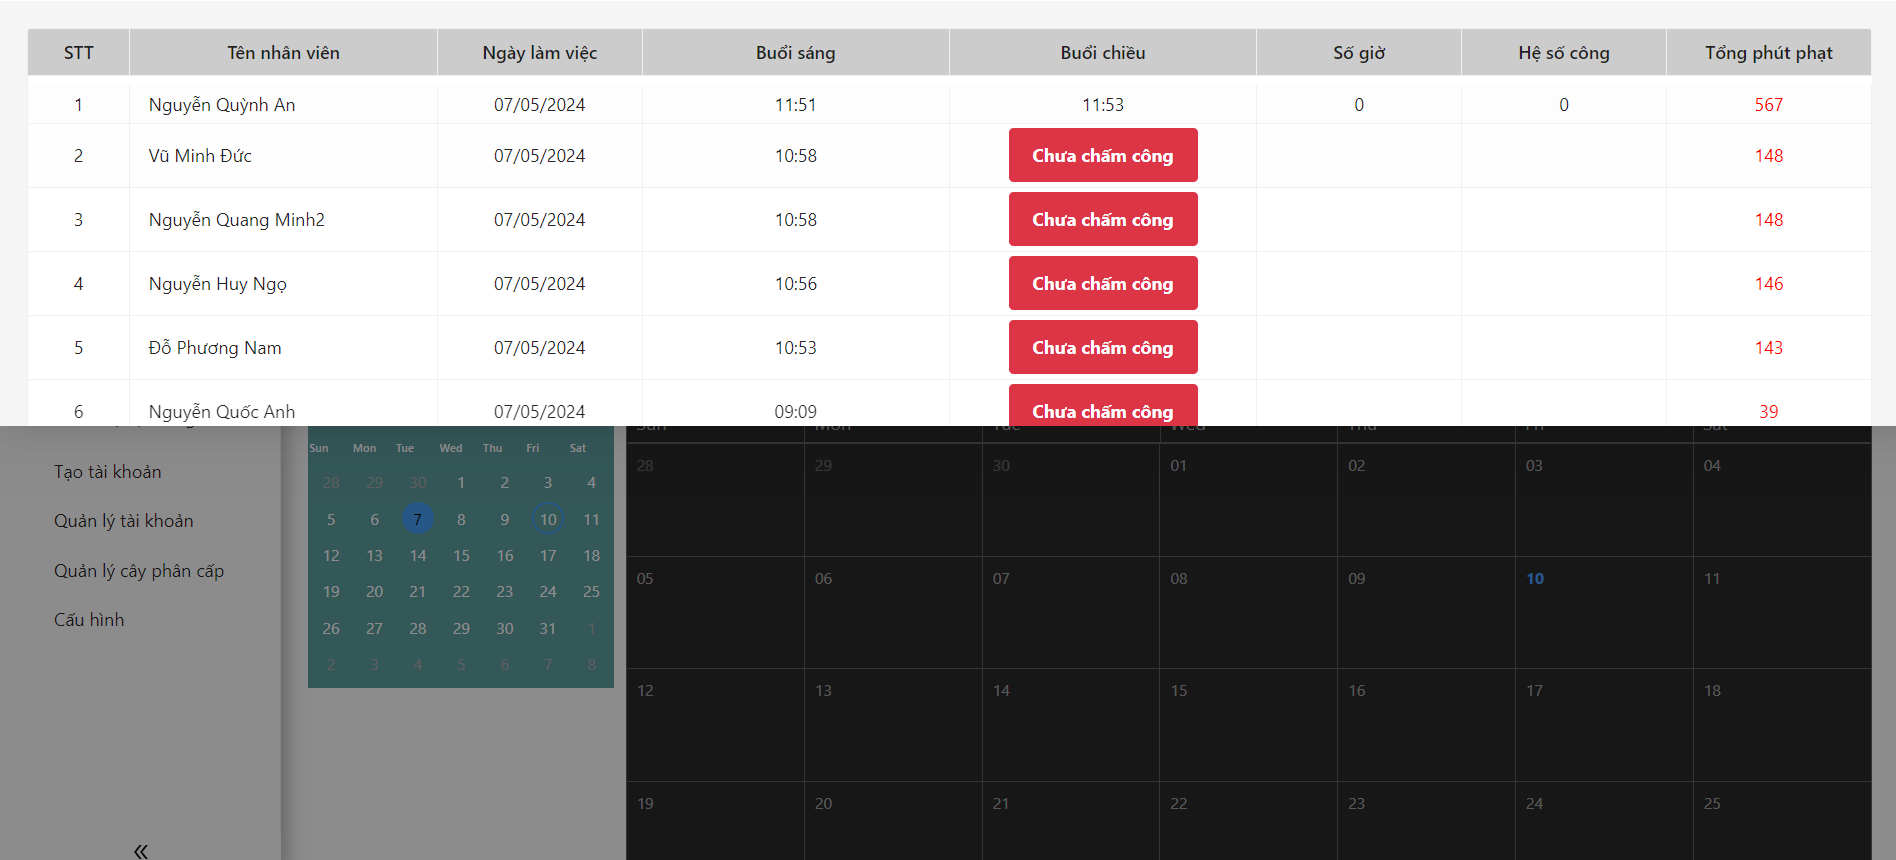 STT Tên nhân viên Ngày làm việc Buổi sáng Buổi chiều Số giờ Hệ số công Tổng phút phạt
1 Nguyễn Quỳnh An 07/05/2024 11:51 11:53 0 0 567
2 Vũ Minh Đức 07/05/2024 10:58 Chưa chấm công 148
3 Nguyễn Quang Minh2 07/05/2024 10:58 Chưa chấm công 148
4 Nguyễn Huy Ngọ 07/05/2024 10:56 Chưa chấm công 146
5 Đỗ Phương Nam 07/05/2024 10:53 Chưa chấm công 143
6 Nguyễn Quốc Anh 07/05/2024 09:09 Chưa chấm công 39
Tạo tài khoản
Quản lý tài khoản
Quản lý cây phân cấp
Cấu hình
«
Sun Mon Tue Wed Thu Fri Sat
28 29 30 1 2 3 4
5 6 7 8 9 10 11
12 13 14 15 16 17 18
19 20 21 22 23 24 25
26 27 28 29 30 31 1
2 3 4 5 6 7 8
Sun Mon Tue Wed Thu Fri Sat
28 29 30 01 02 03 04
05 06 07 08 09 10 11
12 13 14 15 16 17 18
19 20 21 22 23 24 25